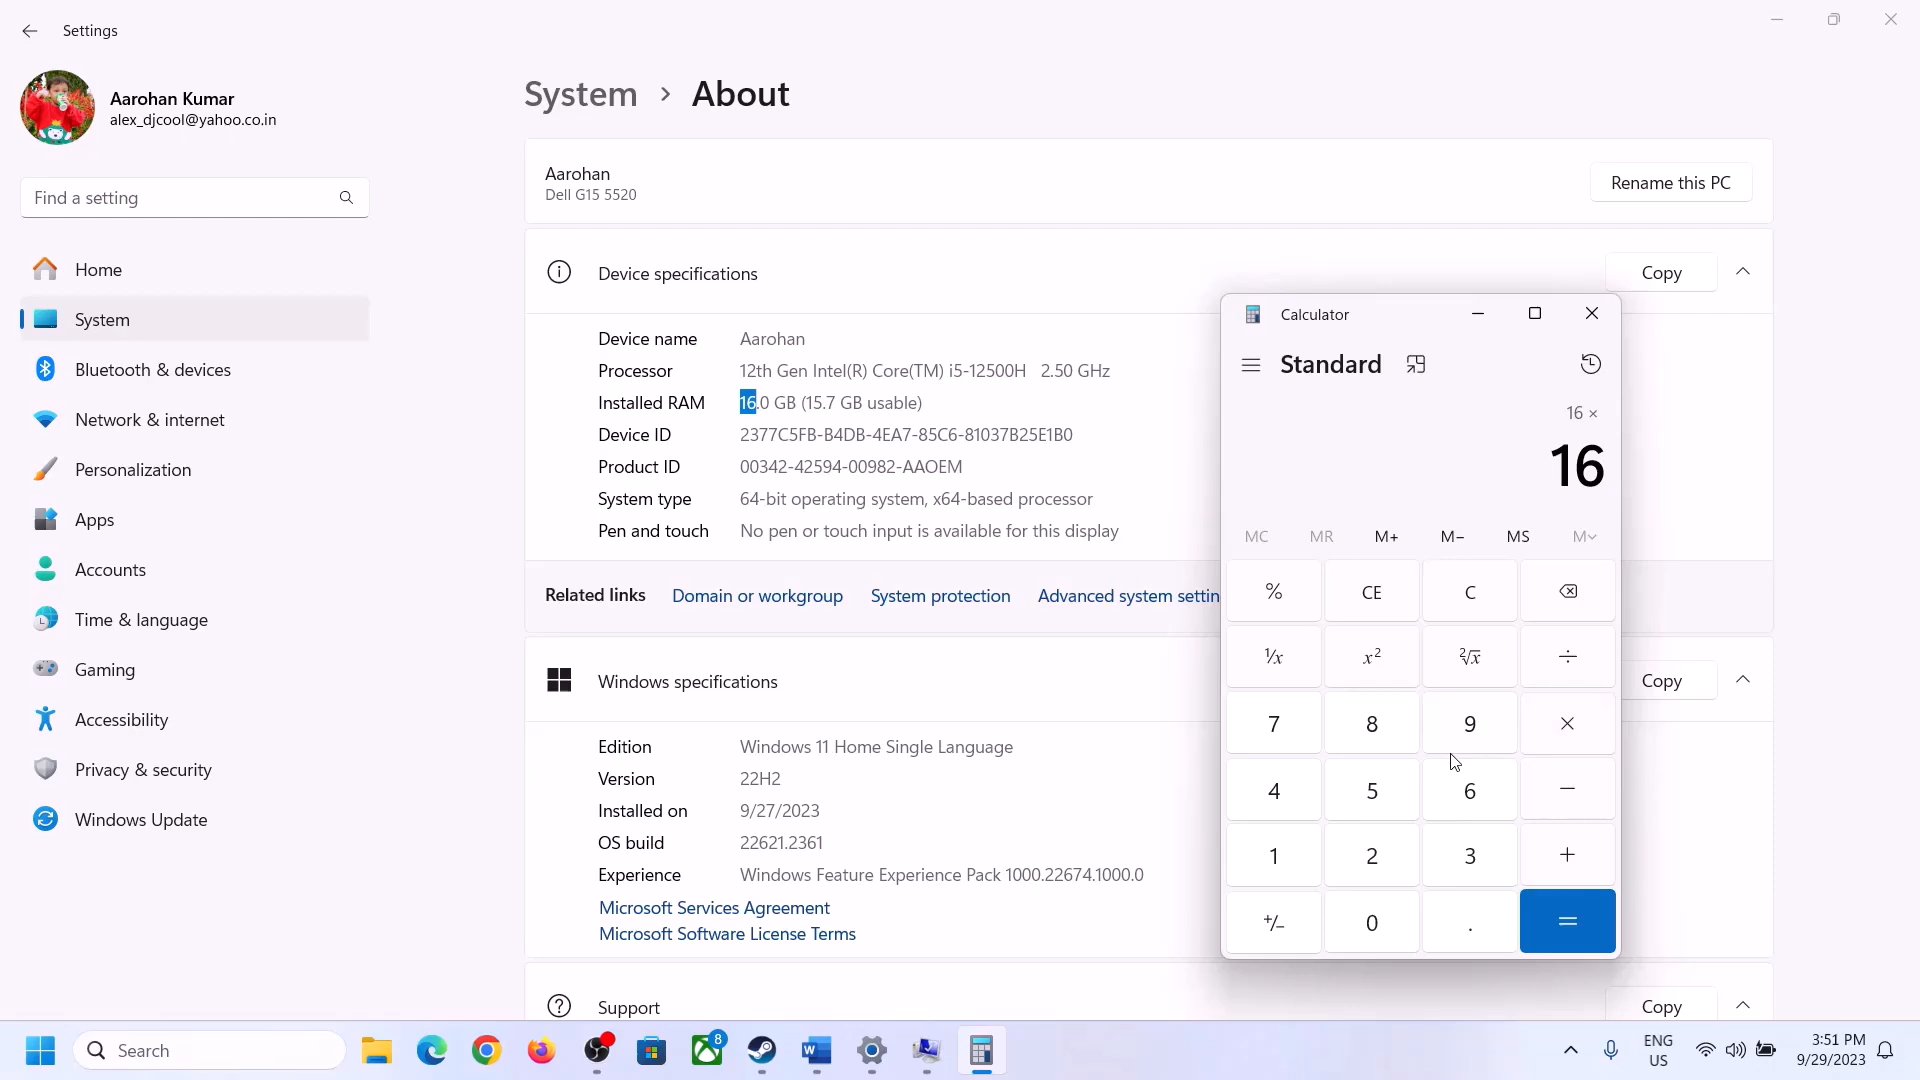 Settings
Aarohan Kumar
alex_djcool@yahoo.co.in
Find a setting
Home
System
Bluetooth & devices
Network & internet
Personalization
Apps
Accounts
Time & language
Gaming
Accessibility
Privacy & security
Windows Update
System > About
Aarohan
Dell G15 5520
Rename this PC
Device specifications
Copy
Device name Aarohan
Processor 12th Gen Intel(R) Core(TM) i5-12500H 2.50 GHz
Installed RAM 16.0 GB (15.7 GB usable)
Device ID 2377C5FB-B4DB-4EA7-85C6-81037B25E1B0
Product ID 00342-42594-00982-AAOEM
System type 64-bit operating system, x64-based processor
Pen and touch No pen or touch input is available for this display
Related links Domain or workgroup System protection Advanced system settin
Windows specifications
Copy
Edition Windows 11 Home Single Language
Version 22H2
Installed on 9/27/2023
OS build 22621.2361
Experience Windows Feature Experience Pack 1000.22674.1000.0
Microsoft Services Agreement
Microsoft Software License Terms
Support
Copy
Calculator
Standard
16 ×
16
MC MR M+ M− MS M
% CE C
¹/x x² ²√x ÷
7 8 9 ×
4 5 6 −
1 2 3 +
+/− 0 . =
Search
8
ENG
US
3:51 PM
9/29/2023